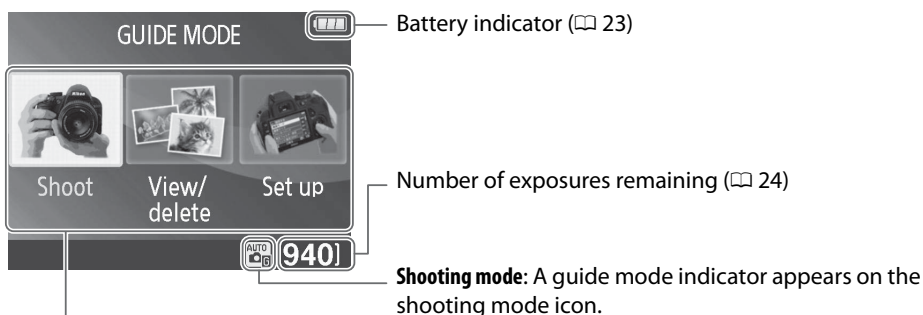 GUIDE MODE
Battery indicator (🕮 23)
Shoot
View/
delete
Set up
Number of exposures remaining (🕮 24)
AUTO
G
940]
Shooting mode: A guide mode indicator appears on the
shooting mode icon.